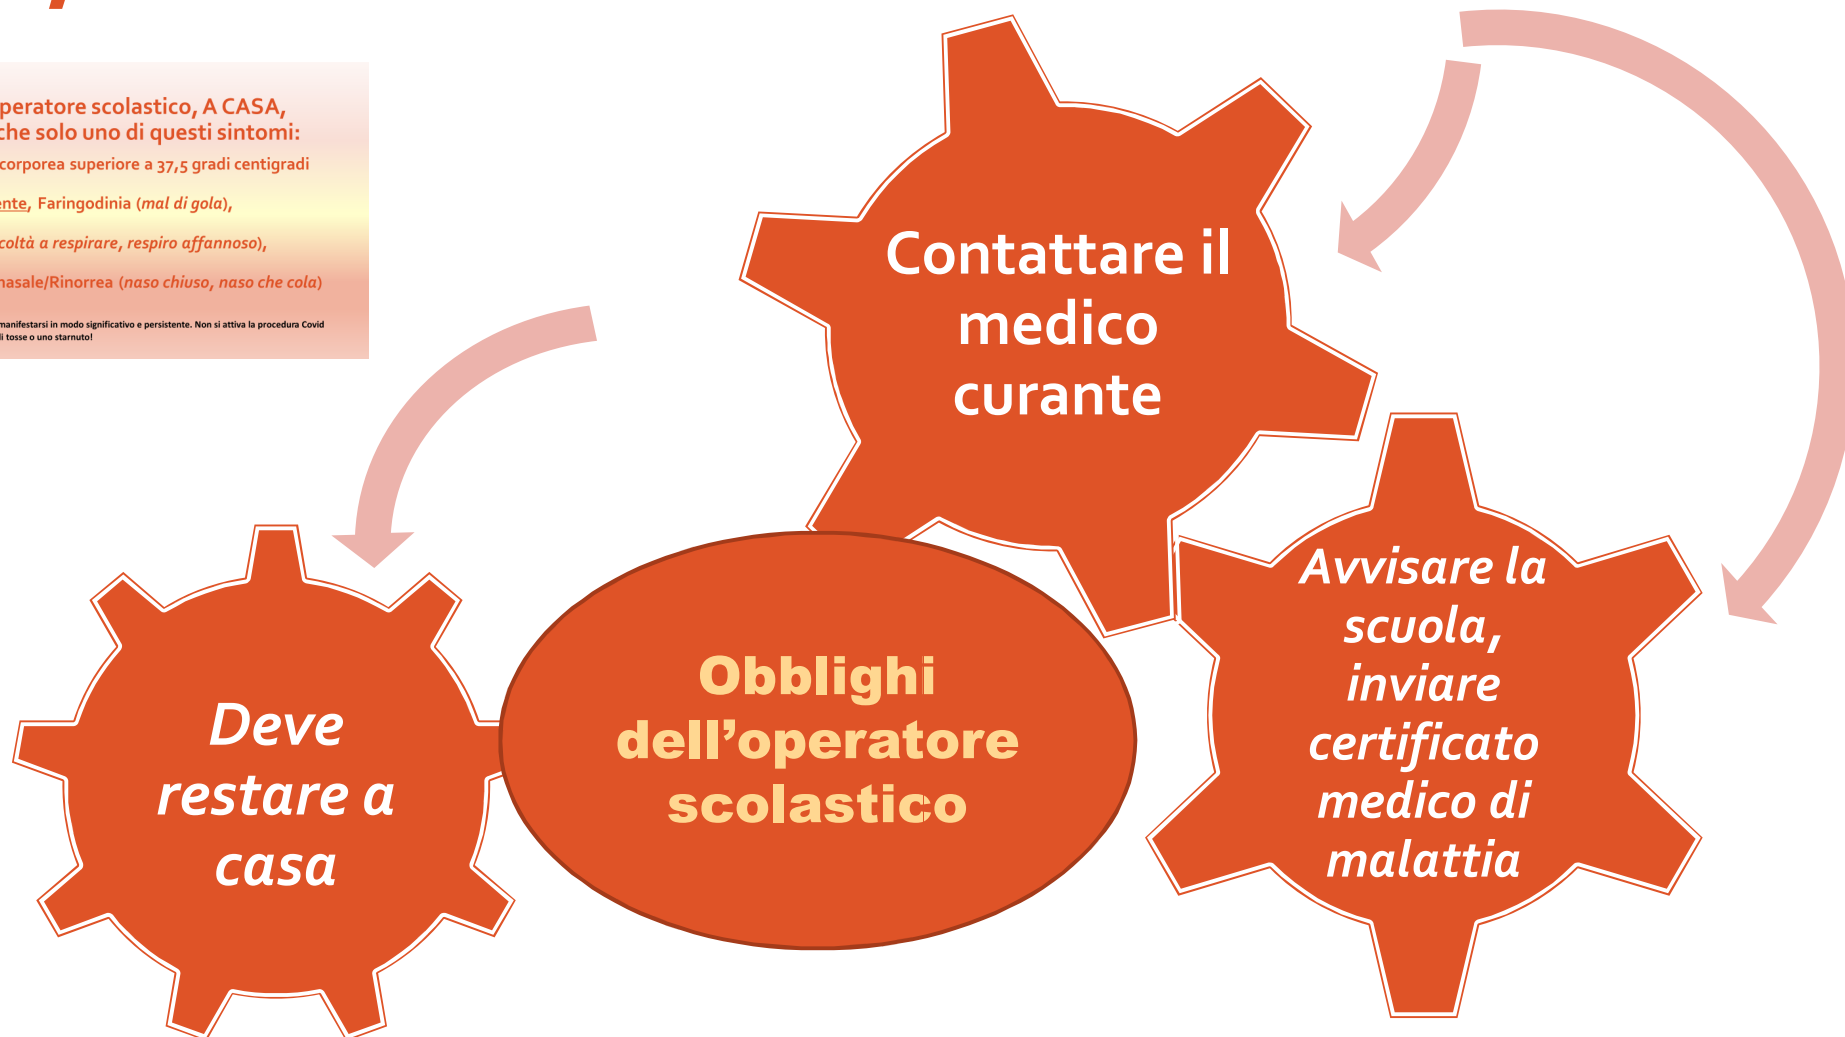 peratore scolastico, A CASA,
che solo uno di questi sintomi:
corporea superiore a 37,5 gradi centigradi
ente, Faringodinia (mal di gola),
coltà a respirare, respiro affannoso),
nasale/Rinorrea (naso chiuso, naso che cola)
manifestarsi in modo significativo e persistente. Non si attiva la procedura Covid
di tosse o uno starnuto!
Contattare il
medico
curante
Deve
restare a
casa
Obblighi
dell’operatore
scolastico
Avvisare la
scuola,
inviare
certificato
medico di
malattia